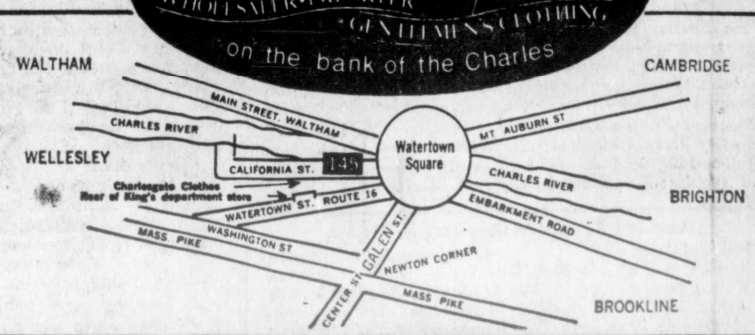 GENTLEMEN'S CLOTHING
on the bank of the Charles
WALTHAM
CAMBRIDGE
MAIN STREET, WALTHAM
MT. AUBURN ST
CHARLES RIVER
Watertown
Square
WELLESLEY
CALIFORNIA ST.
145
CHARLES RIVER
Charlesgate Clothes
Rear of King's department store
BRIGHTON
WATERTOWN ST. ROUTE 16
EMBARKMENT ROAD
WASHINGTON ST
GALEN ST.
MASS. PIKE
NEWTON CORNER
CENTER ST.
MASS PIKE
BROOKLINE